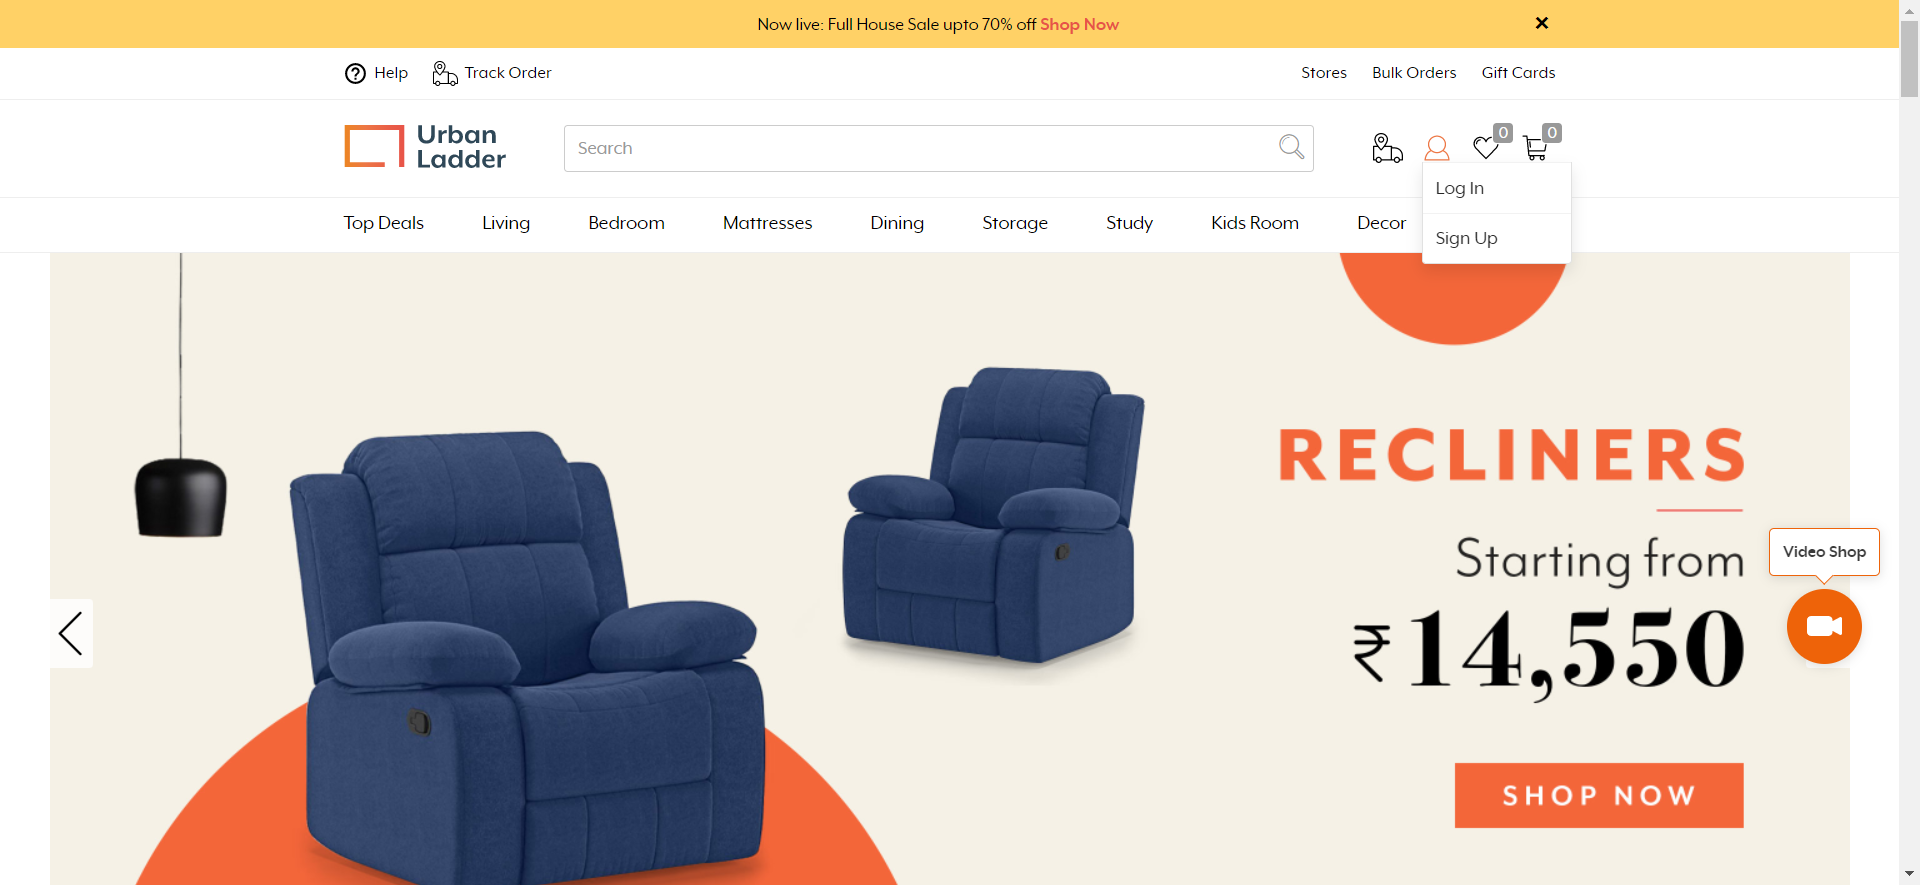 Now live: Full House Sale upto 70% off Shop Now
Help
Track Order
Stores
Bulk Orders
Gift Cards
Urban
Ladder
Search
0
0
Log In
Sign Up
Top Deals
Living
Bedroom
Mattresses
Dining
Storage
Study
Kids Room
Decor
RECLINERS
Starting from
₹14,550
SHOP NOW
Video Shop